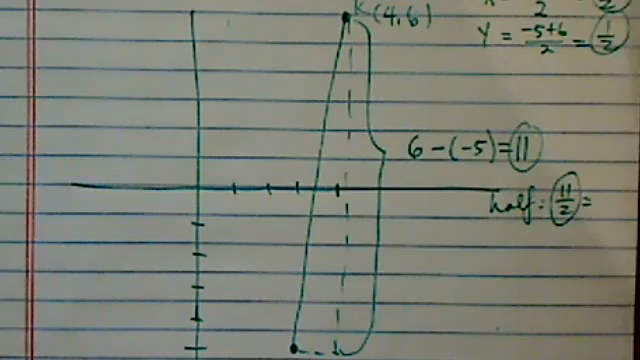 K(4,6)
2
Y = -5+6/2 = 1/2
6-(-5)=11
half = 11/2 =